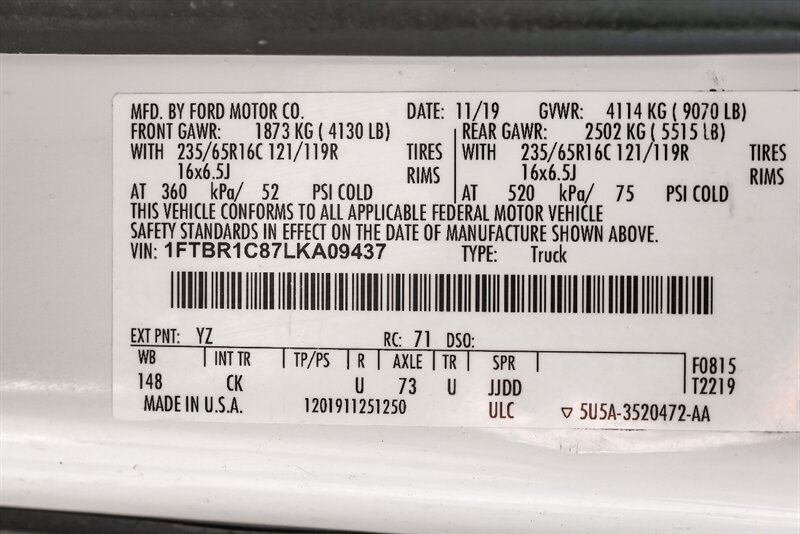 MFD. BY FORD MOTOR CO. DATE: 11/19 GVWR: 4114 KG ( 9070 LB)
FRONT GAWR: 1873 KG ( 4130 LB) REAR GAWR: 2502 KG ( 5515 LB)
WITH 235/65R16C 121/119R TIRES WITH 235/65R16C 121/119R TIRES
16x6.5J RIMS 16x6.5J RIMS
AT 360 kPa/ 52 PSI COLD AT 520 kPa/ 75 PSI COLD
THIS VEHICLE CONFORMS TO ALL APPLICABLE FEDERAL MOTOR VEHICLE
SAFETY STANDARDS IN EFFECT ON THE DATE OF MANUFACTURE SHOWN ABOVE.
VIN: 1FTBR1C87LKA09437 TYPE: Truck
EXT PNT: YZ RC: 71 DSO:
WB INT TR TP/PS R AXLE TR SPR F0815
148 CK U 73 U JJDD T2219
MADE IN U.S.A. 1201911251250 ULC ▽ 5U5A-3520472-AA